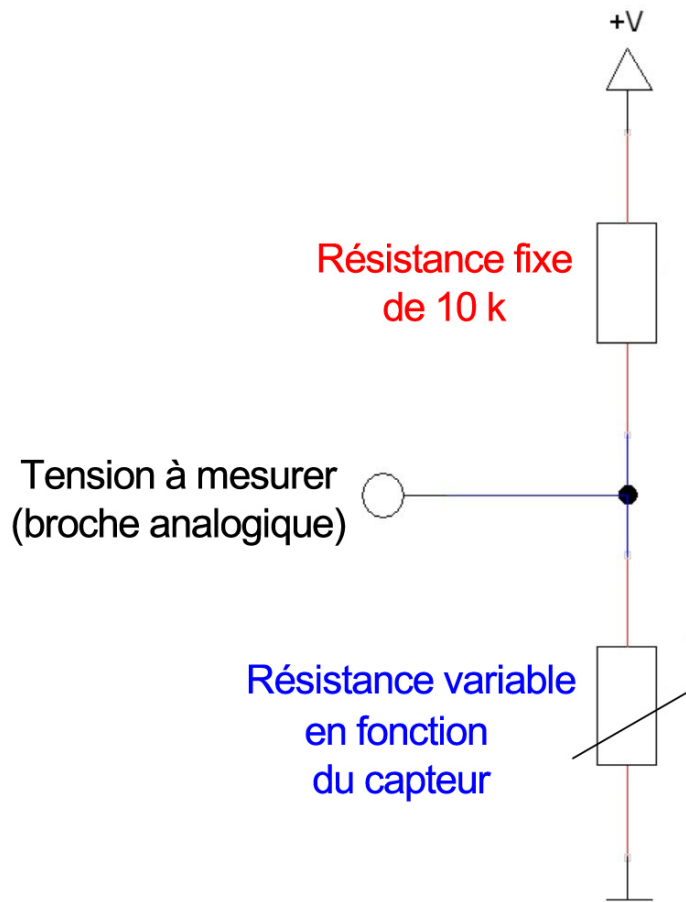 +V
Résistance fixe
de 10 k
Tension à mesurer
(broche analogique)
Résistance variable
en fonction
du capteur